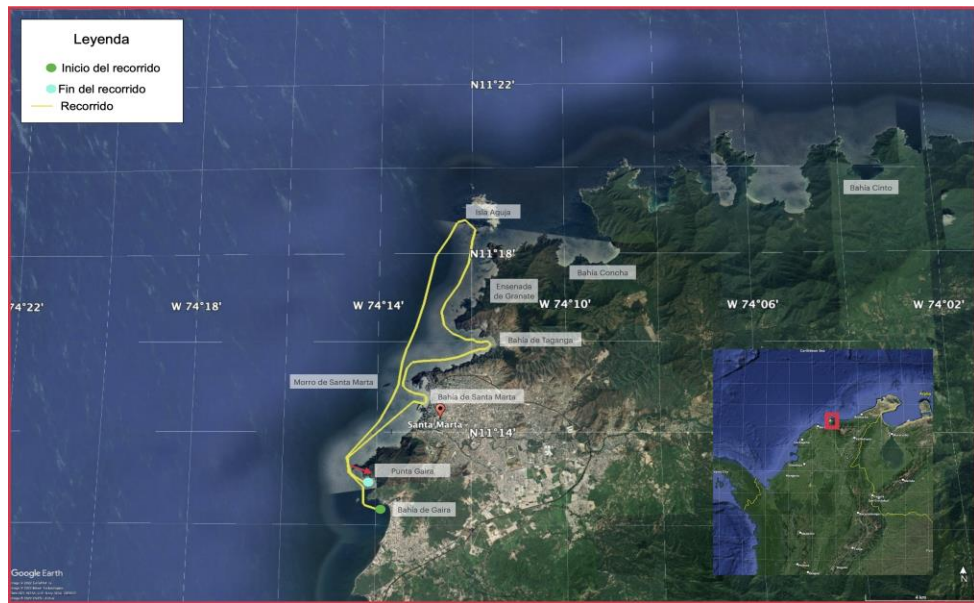 Leyenda
Inicio del recorrido
Fin del recorrido
Recorrido
N11°22'
Bahía Cinto
Isla Aguja
N11°18'
Bahía Concha
Ensenada
de Granate
74°22'
W 74°18'
W 74°14'
W 74°10'
W 74°06'
W 74°02'
Bahía de Taganga
Morro de Santa Marta
Bahía de Santa Marta
Santa Marta
N11°14'
Punta Gaira
Bahía de Gaira
Google Earth
N
4 km